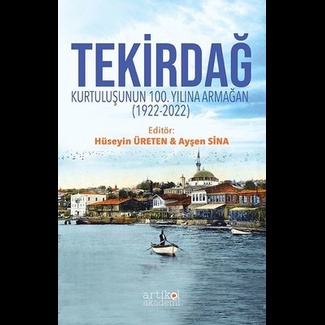 TEKİRDAĞ
KURTULUŞUNUN 100. YILINA ARMAĞAN
(1922-2022)
Editör:
Hüseyin ÜRETEN & Ayşen SİNA
artikel
akademi